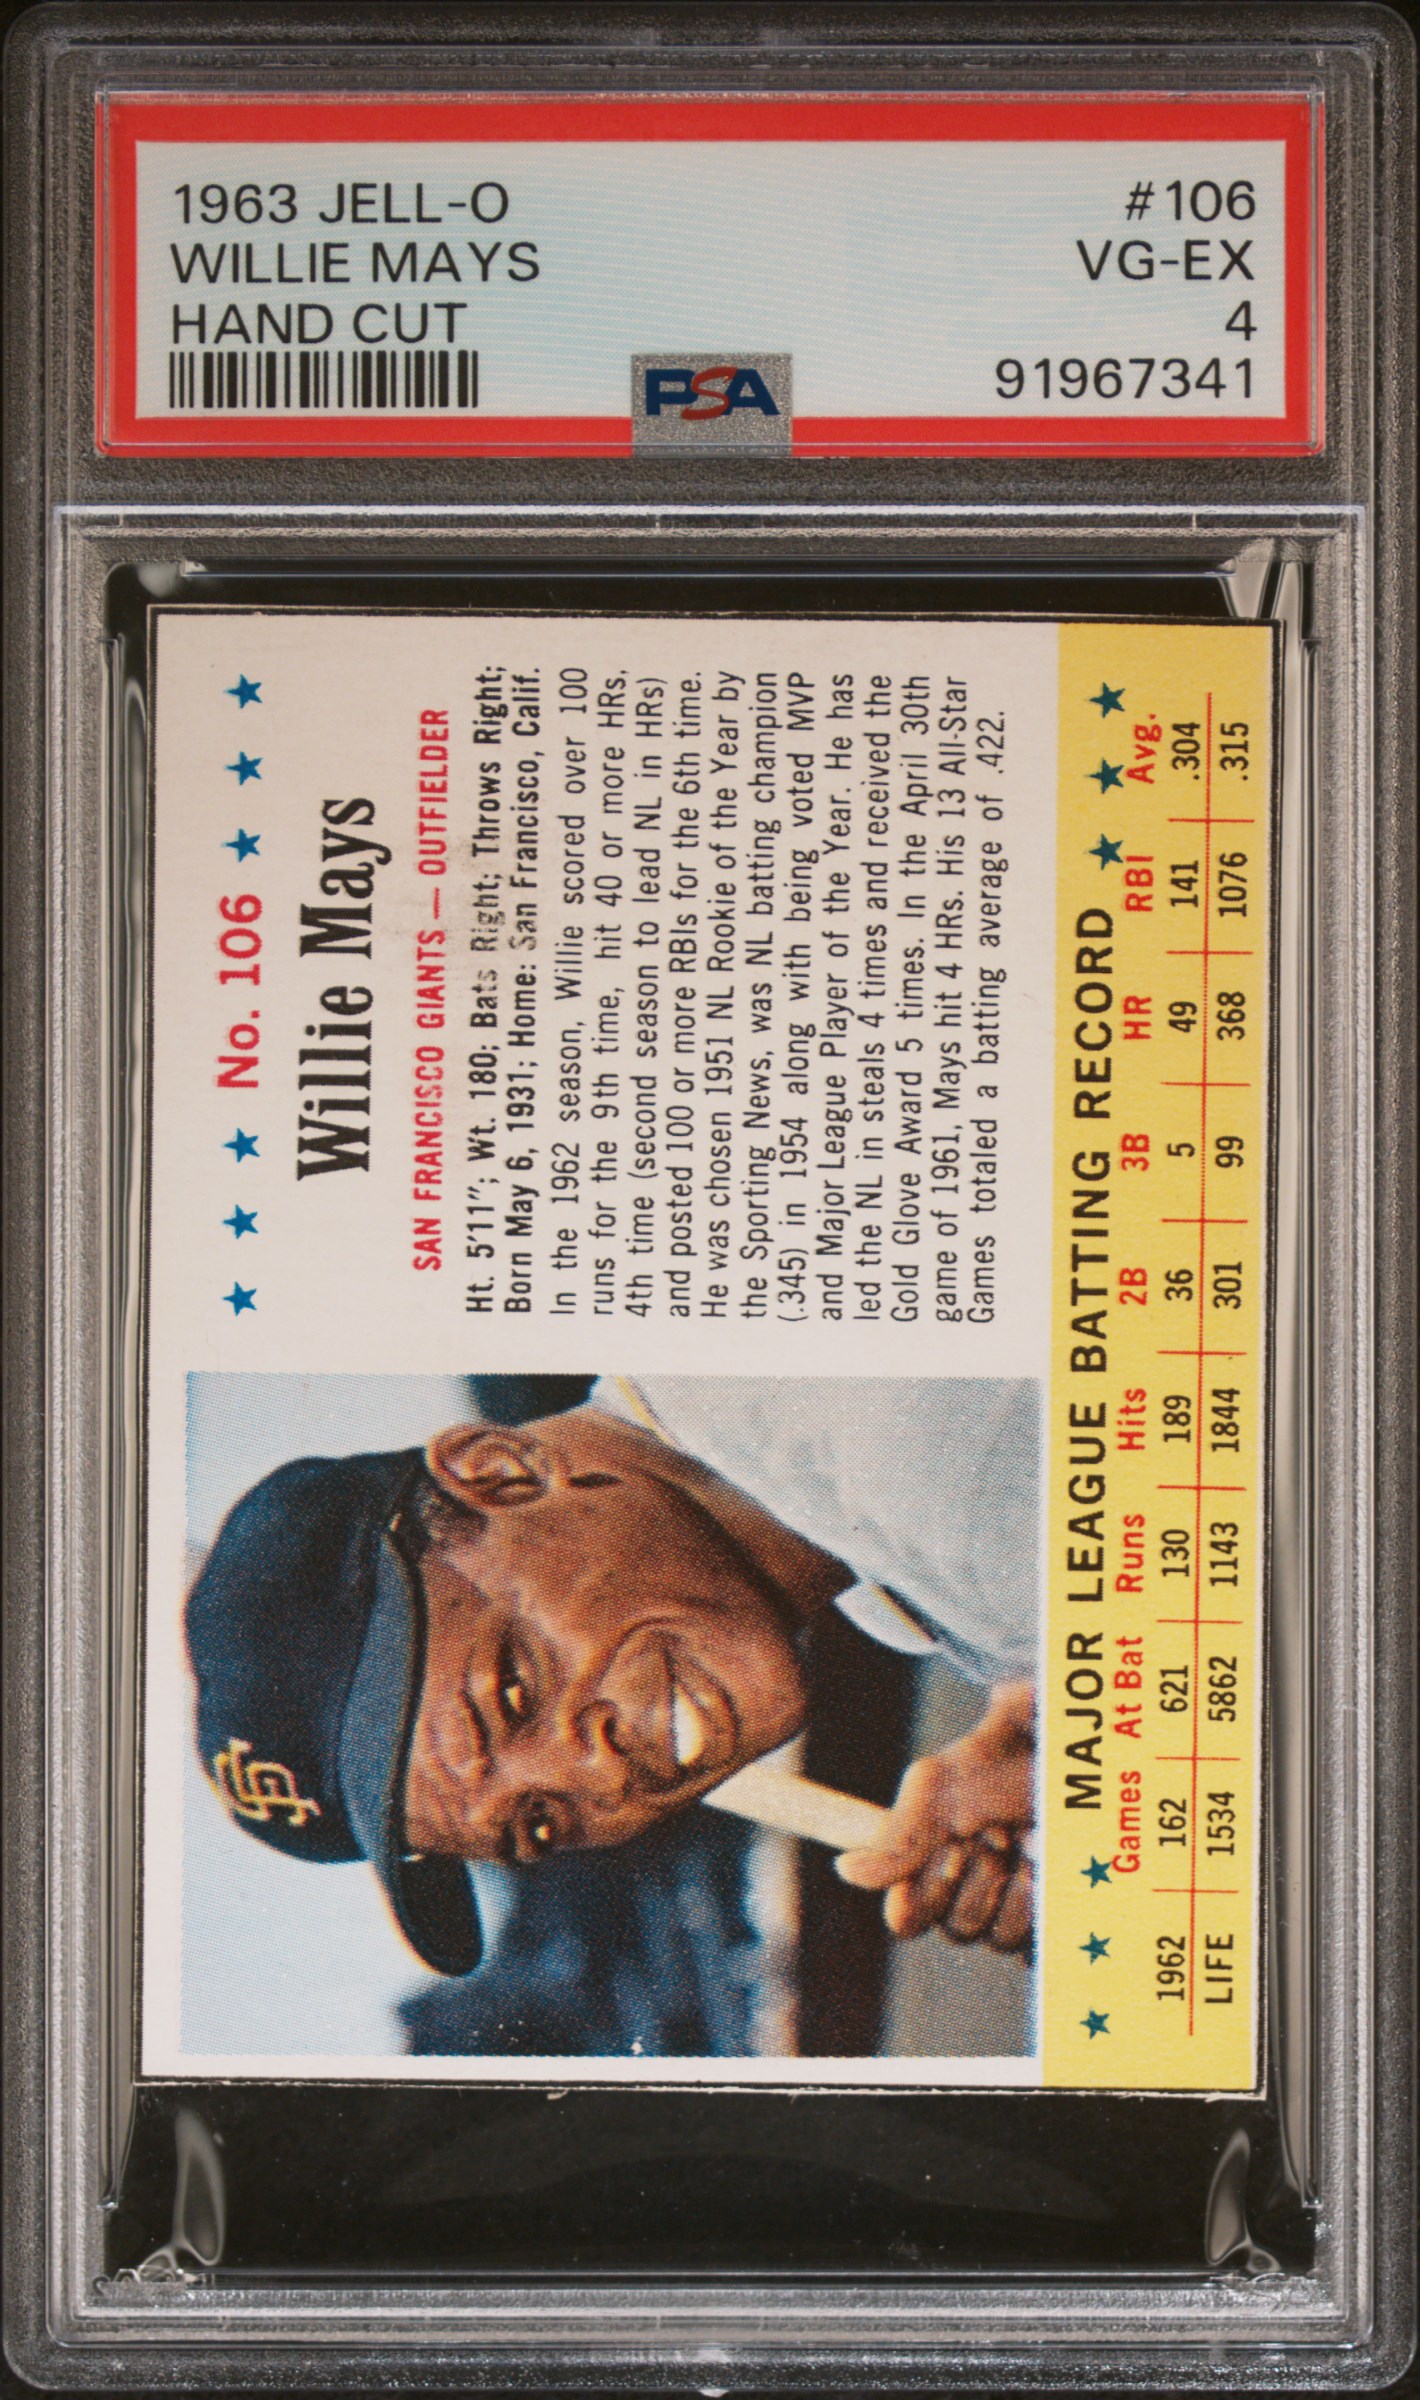 1963 JELL-O #106
WILLIE MAYS VG-EX
HAND CUT 4
PSA 91967341
No. 106
Willie Mays
SAN FRANCISCO GIANTS — OUTFIELDER
Ht. 5'11"; Wt. 180; Bats Right; Throws Right;
Born May 6, 1931; Home: San Francisco, Calif.
In the 1962 season, Willie scored over 100
runs for the 9th time, hit 40 or more HRs,
4th time (second season to lead NL in HRs)
and posted 100 or more RBIs for the 6th time.
He was chosen 1951 NL Rookie of the Year by
the Sporting News, was NL batting champion
(.345) in 1954 along with being voted MVP
and Major League Player of the Year. He has
led the NL in steals 4 times and received the
Gold Glove Award 5 times. In the April 30th
game of 1961, Mays hit 4 HRs. His 13 All-Star
Games totaled a batting average of .422.
SF
MAJOR LEAGUE BATTING RECORD
Games At Bat Runs Hits 2B 3B HR RBI Avg.
1962 162 621 130 189 36 5 49 141 .304
LIFE 1534 5862 1143 1844 301 99 368 1076 .315